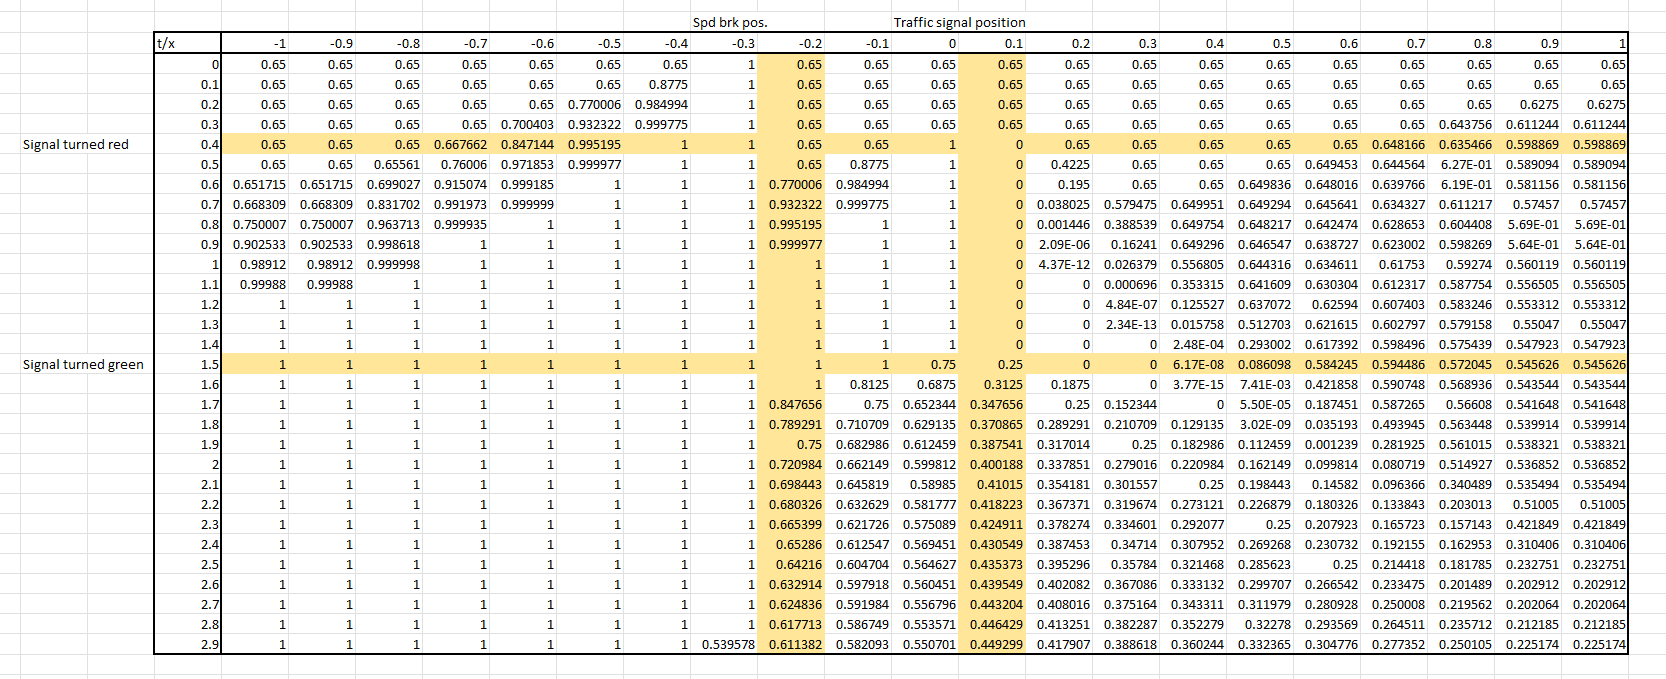 Spd brk pos. Traffic signal position
t/x -1 -0.9 -0.8 -0.7 -0.6 -0.5 -0.4 -0.3 -0.2 -0.1 0 0.1 0.2 0.3 0.4 0.5 0.6 0.7 0.8 0.9 1
0 0.65 0.65 0.65 0.65 0.65 0.65 0.65 1 0.65 0.65 0.65 0.65 0.65 0.65 0.65 0.65 0.65 0.65 0.65 0.65 0.65
0.1 0.65 0.65 0.65 0.65 0.65 0.65 0.8775 1 0.65 0.65 0.65 0.65 0.65 0.65 0.65 0.65 0.65 0.65 0.65 0.65 0.65
0.2 0.65 0.65 0.65 0.65 0.65 0.770006 0.984994 1 0.65 0.65 0.65 0.65 0.65 0.65 0.65 0.65 0.65 0.65 0.65 0.6275 0.6275
0.3 0.65 0.65 0.65 0.65 0.700403 0.932322 0.999775 1 0.65 0.65 0.65 0.65 0.65 0.65 0.65 0.65 0.65 0.65 0.643756 0.611244 0.611244
Signal turned red 0.4 0.65 0.65 0.65 0.667662 0.847144 0.995195 1 1 0.65 0.65 1 0 0.65 0.65 0.65 0.65 0.65 0.648166 0.635466 0.598869 0.598869
0.5 0.65 0.65 0.65561 0.76006 0.971853 0.999977 1 1 0.65 0.8775 1 0 0.4225 0.65 0.65 0.65 0.649453 0.644564 6.27E-01 0.589094 0.589094
0.6 0.651715 0.651715 0.699027 0.915074 0.999185 1 1 1 0.770006 0.984994 1 0 0.195 0.65 0.65 0.649836 0.648016 0.639766 6.19E-01 0.581156 0.581156
0.7 0.668309 0.668309 0.831702 0.991973 0.999999 1 1 1 0.932322 0.999775 1 0 0.038025 0.579475 0.649951 0.649294 0.645641 0.634327 0.611217 0.57457 0.57457
0.8 0.750007 0.750007 0.963713 0.999935 1 1 1 1 0.995195 1 1 0 0.001446 0.388539 0.649754 0.648217 0.642474 0.628653 0.604408 5.69E-01 5.69E-01
0.9 0.902533 0.902533 0.998618 1 1 1 1 1 0.999977 1 1 0 2.09E-06 0.16241 0.649296 0.646547 0.638727 0.623002 0.598269 5.64E-01 5.64E-01
1 0.98912 0.98912 0.999998 1 1 1 1 1 1 1 1 0 4.37E-12 0.026379 0.556805 0.644316 0.634611 0.61753 0.59274 0.560119 0.560119
1.1 0.99988 0.99988 1 1 1 1 1 1 1 1 1 0 0 0.000696 0.353315 0.641609 0.630304 0.612317 0.587754 0.556505 0.556505
1.2 1 1 1 1 1 1 1 1 1 1 1 0 0 4.84E-07 0.125527 0.637072 0.62594 0.607403 0.583246 0.553312 0.553312
1.3 1 1 1 1 1 1 1 1 1 1 1 0 0 2.34E-13 0.015758 0.512703 0.621615 0.602797 0.579158 0.55047 0.55047
1.4 1 1 1 1 1 1 1 1 1 1 1 0 0 0 2.48E-04 0.293002 0.617392 0.598496 0.575439 0.547923 0.547923
Signal turned green 1.5 1 1 1 1 1 1 1 1 1 1 0.75 0.25 0 0 6.17E-08 0.086098 0.584245 0.594486 0.572045 0.545626 0.545626
1.6 1 1 1 1 1 1 1 1 1 0.8125 0.6875 0.3125 0.1875 0 3.77E-15 7.41E-03 0.421858 0.590748 0.568936 0.543544 0.543544
1.7 1 1 1 1 1 1 1 1 0.847656 0.75 0.652344 0.347656 0.25 0.152344 0 5.50E-05 0.187451 0.587265 0.56608 0.541648 0.541648
1.8 1 1 1 1 1 1 1 1 0.789291 0.710709 0.629135 0.370865 0.289291 0.210709 0.129135 3.02E-09 0.035193 0.493945 0.563448 0.539914 0.539914
1.9 1 1 1 1 1 1 1 1 0.75 0.682986 0.612459 0.387541 0.317014 0.25 0.182986 0.112459 0.001239 0.281925 0.561015 0.538321 0.538321
2 1 1 1 1 1 1 1 1 0.720984 0.662149 0.599812 0.400188 0.337851 0.279016 0.220984 0.162149 0.099814 0.080719 0.514927 0.536852 0.536852
2.1 1 1 1 1 1 1 1 1 0.698443 0.645819 0.58985 0.41015 0.354181 0.301557 0.25 0.198443 0.14582 0.096366 0.340489 0.535494 0.535494
2.2 1 1 1 1 1 1 1 1 0.680326 0.632629 0.581777 0.418223 0.367371 0.319674 0.273121 0.226879 0.180326 0.133843 0.203013 0.51005 0.51005
2.3 1 1 1 1 1 1 1 1 0.665399 0.621726 0.575089 0.424911 0.378274 0.334601 0.292077 0.25 0.207923 0.165723 0.157143 0.421849 0.421849
2.4 1 1 1 1 1 1 1 1 0.65286 0.612547 0.569451 0.430549 0.387453 0.34714 0.307952 0.269268 0.230732 0.192155 0.162953 0.310406 0.310406
2.5 1 1 1 1 1 1 1 1 0.64216 0.604704 0.564627 0.435373 0.395296 0.35784 0.321468 0.285623 0.25 0.214418 0.181785 0.232751 0.232751
2.6 1 1 1 1 1 1 1 1 0.632914 0.597918 0.560451 0.439549 0.402082 0.367086 0.333132 0.299707 0.266542 0.233475 0.201489 0.202912 0.202912
2.7 1 1 1 1 1 1 1 1 0.624836 0.591984 0.556796 0.443204 0.408016 0.375164 0.343311 0.311979 0.280928 0.250008 0.219562 0.202064 0.202064
2.8 1 1 1 1 1 1 1 1 0.617713 0.586749 0.553571 0.446429 0.413251 0.382287 0.352279 0.32278 0.293569 0.264511 0.235712 0.212185 0.212185
2.9 1 1 1 1 1 1 1 0.539578 0.611382 0.582093 0.550701 0.449299 0.417907 0.388618 0.360244 0.332365 0.304776 0.277352 0.250105 0.225174 0.225174